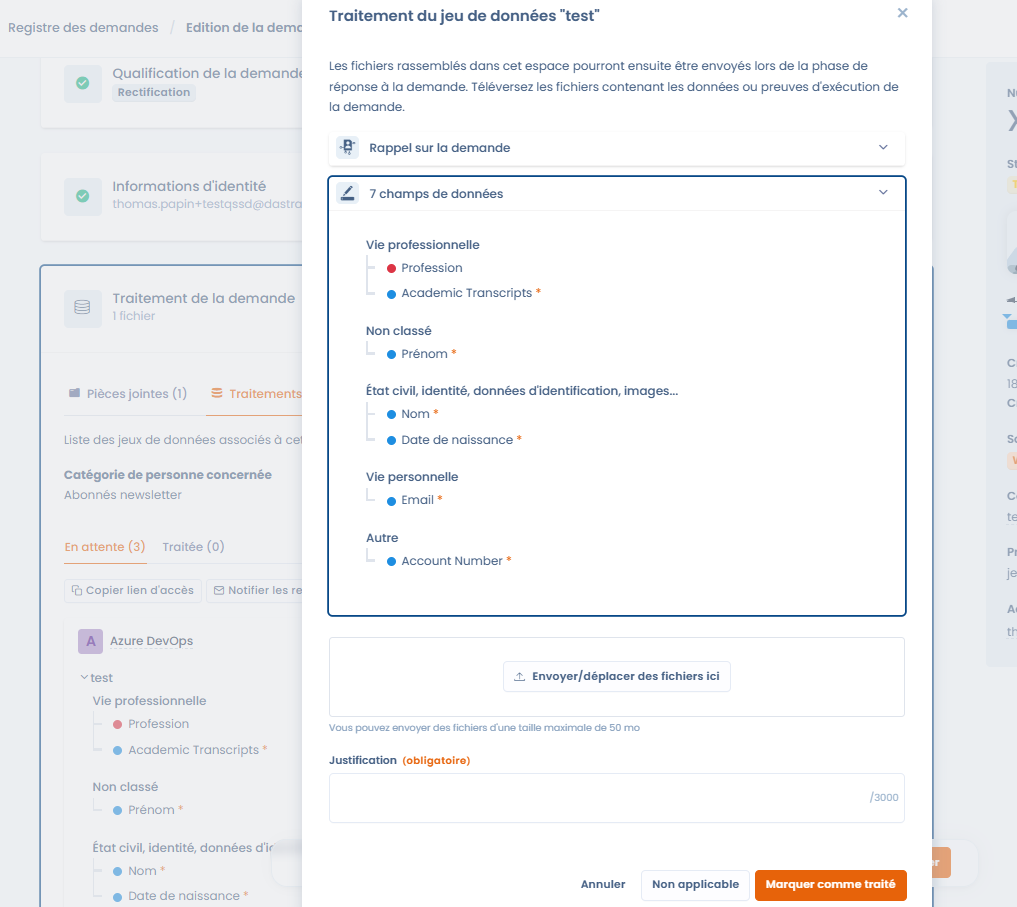 Registre des demandes / Edition de la dema
Qualification de la demande
Rectification
Informations d'identité
thomas.papin+testqssd@dastra
Traitement de la demande
1 fichier
Pièces jointes (1) Traitements
Liste des jeux de données associés à cet
Catégorie de personne concernée
Abonnés newsletter
En attente (3) Traitée (0)
Copier lien d'accès Notifier les re
A Azure DevOps
test
Vie professionnelle
Profession
Academic Transcripts *
Non classé
Prénom *
État civil, identité, données d'id
Nom *
Date de naissance *
Traitement du jeu de données "test"
Les fichiers rassemblés dans cet espace pourront ensuite être envoyés lors de la phase de
réponse à la demande. Téléversez les fichiers contenant les données ou preuves d'exécution de
la demande.
Rappel sur la demande
7 champs de données
Vie professionnelle
Profession
Academic Transcripts *
Non classé
Prénom *
État civil, identité, données d'identification, images...
Nom *
Date de naissance *
Vie personnelle
Email *
Autre
Account Number *
Envoyer/déplacer des fichiers ici
Vous pouvez envoyer des fichiers d'une taille maximale de 50 mo
Justification (obligatoire)
/3000
Annuler Non applicable Marquer comme traité